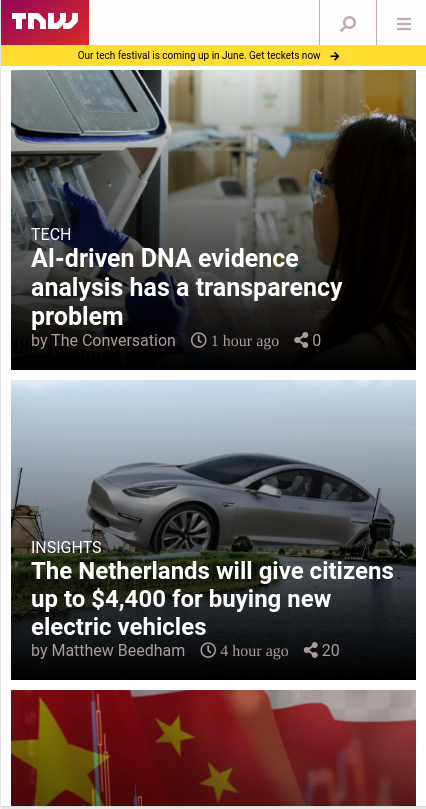 TNW
Our tech festival is coming up in June. Get teckets now
TECH
AI-driven DNA evidence
analysis has a transparency
problem
by The Conversation 1 hour ago 0
INSIGHTS
The Netherlands will give citizens
up to $4,400 for buying new
electric vehicles
by Matthew Beedham 4 hour ago 20